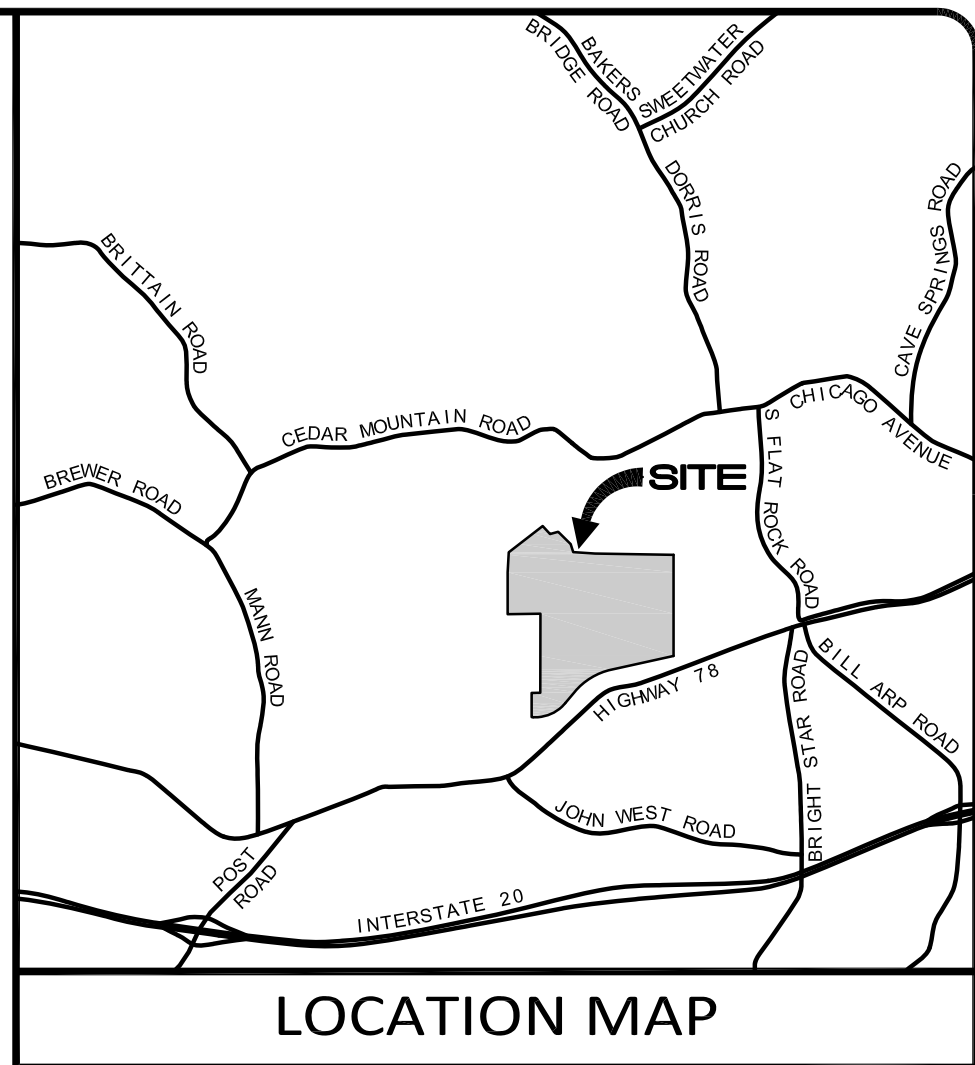 BAKERS
BRIDGE ROAD
SWEETWATER
CHURCH ROAD
DORRIS ROAD
CAVE SPRINGS ROAD
BRITTAIN ROAD
CHICAGO AVENUE
CEDAR MOUNTAIN ROAD
S FLAT ROCK ROAD
BREWER ROAD
SITE
MANN ROAD
HIGHWAY 78
BILL ARP ROAD
BRIGHT STAR ROAD
JOHN WEST ROAD
POST
ROAD
INTERSTATE 20
LOCATION MAP